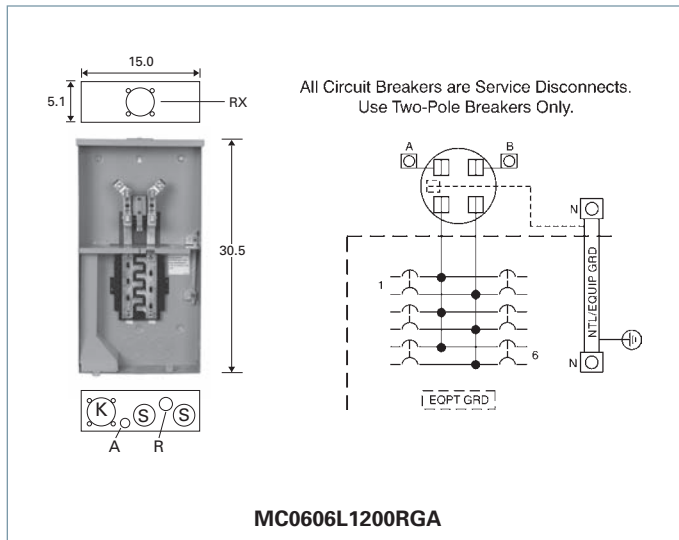 15.0
5.1
RX
30.5
K
S
S
A
R
All Circuit Breakers are Service Disconnects.
Use Two-Pole Breakers Only.
A
B
N
NTL/EQUIP GRD
1
6
N
EQPT GRD
MC0606L1200RGA